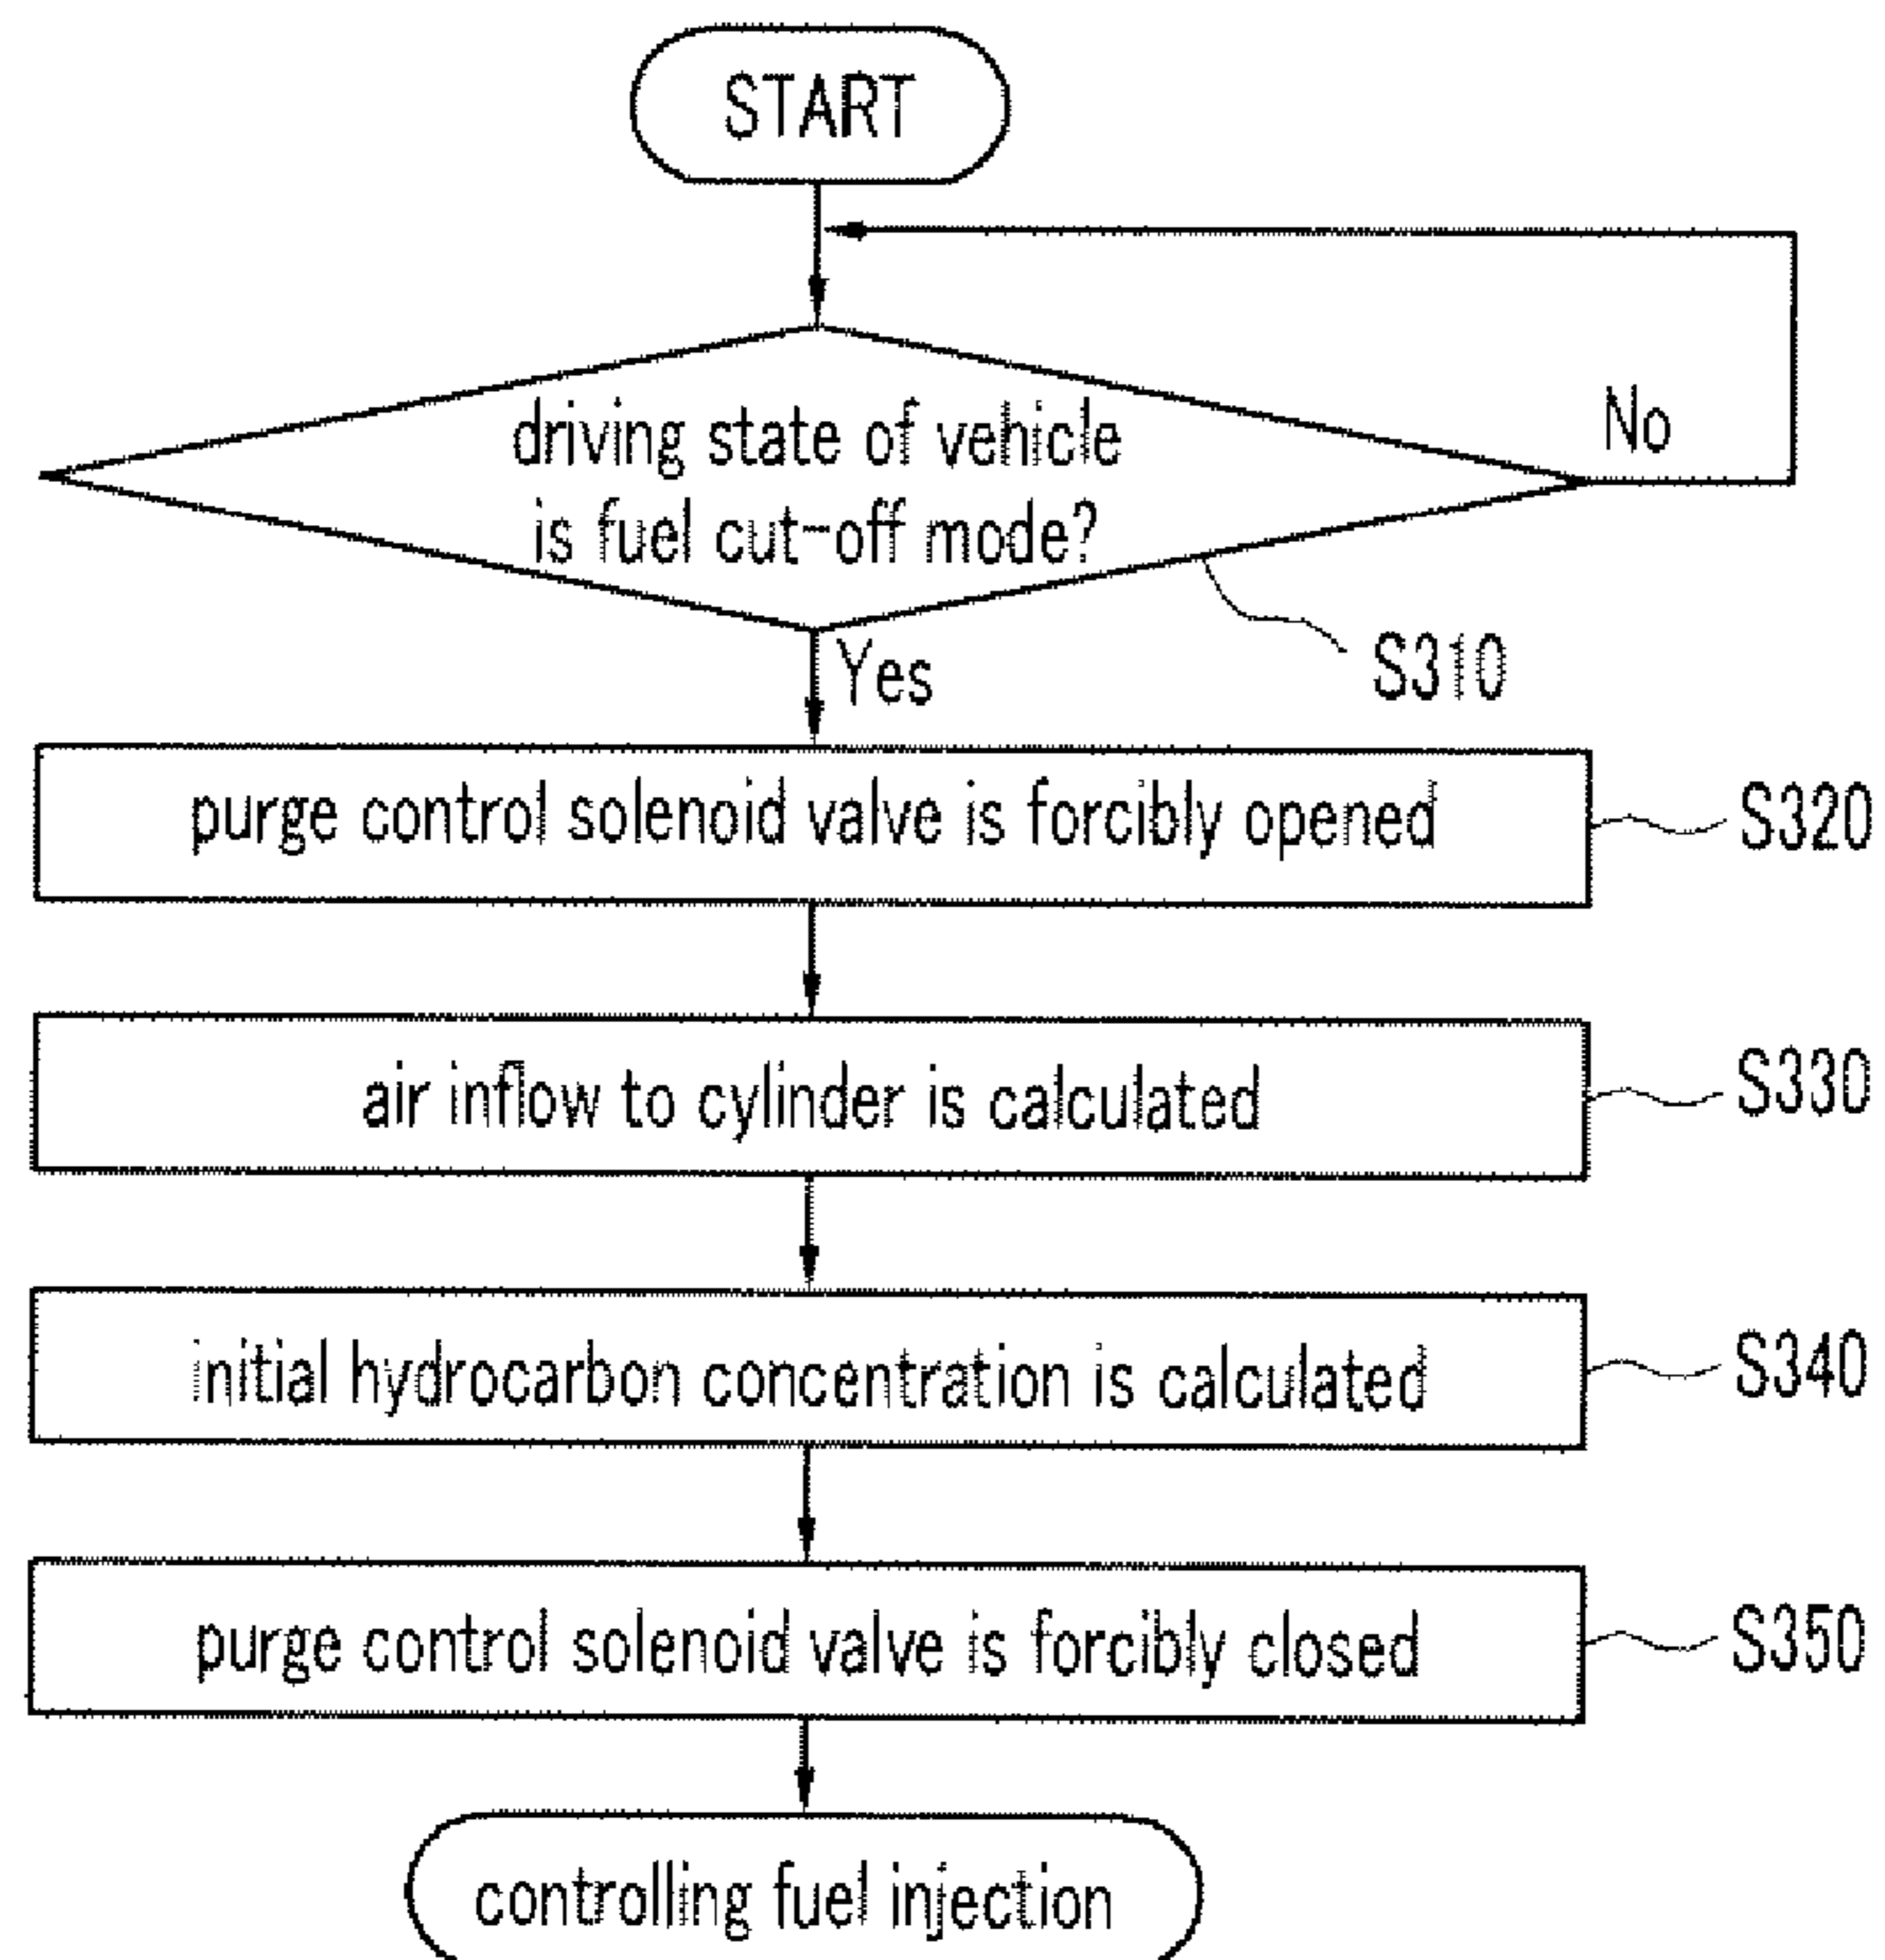 START
driving state of vehicle
is fuel cut-off mode?
No
Yes
S310
purge control solenoid valve is forcibly opened
S320
air inflow to cylinder is calculated
S330
initial hydrocarbon concentration is calculated
S340
purge control solenoid valve is forcibly closed
S350
controlling fuel injection